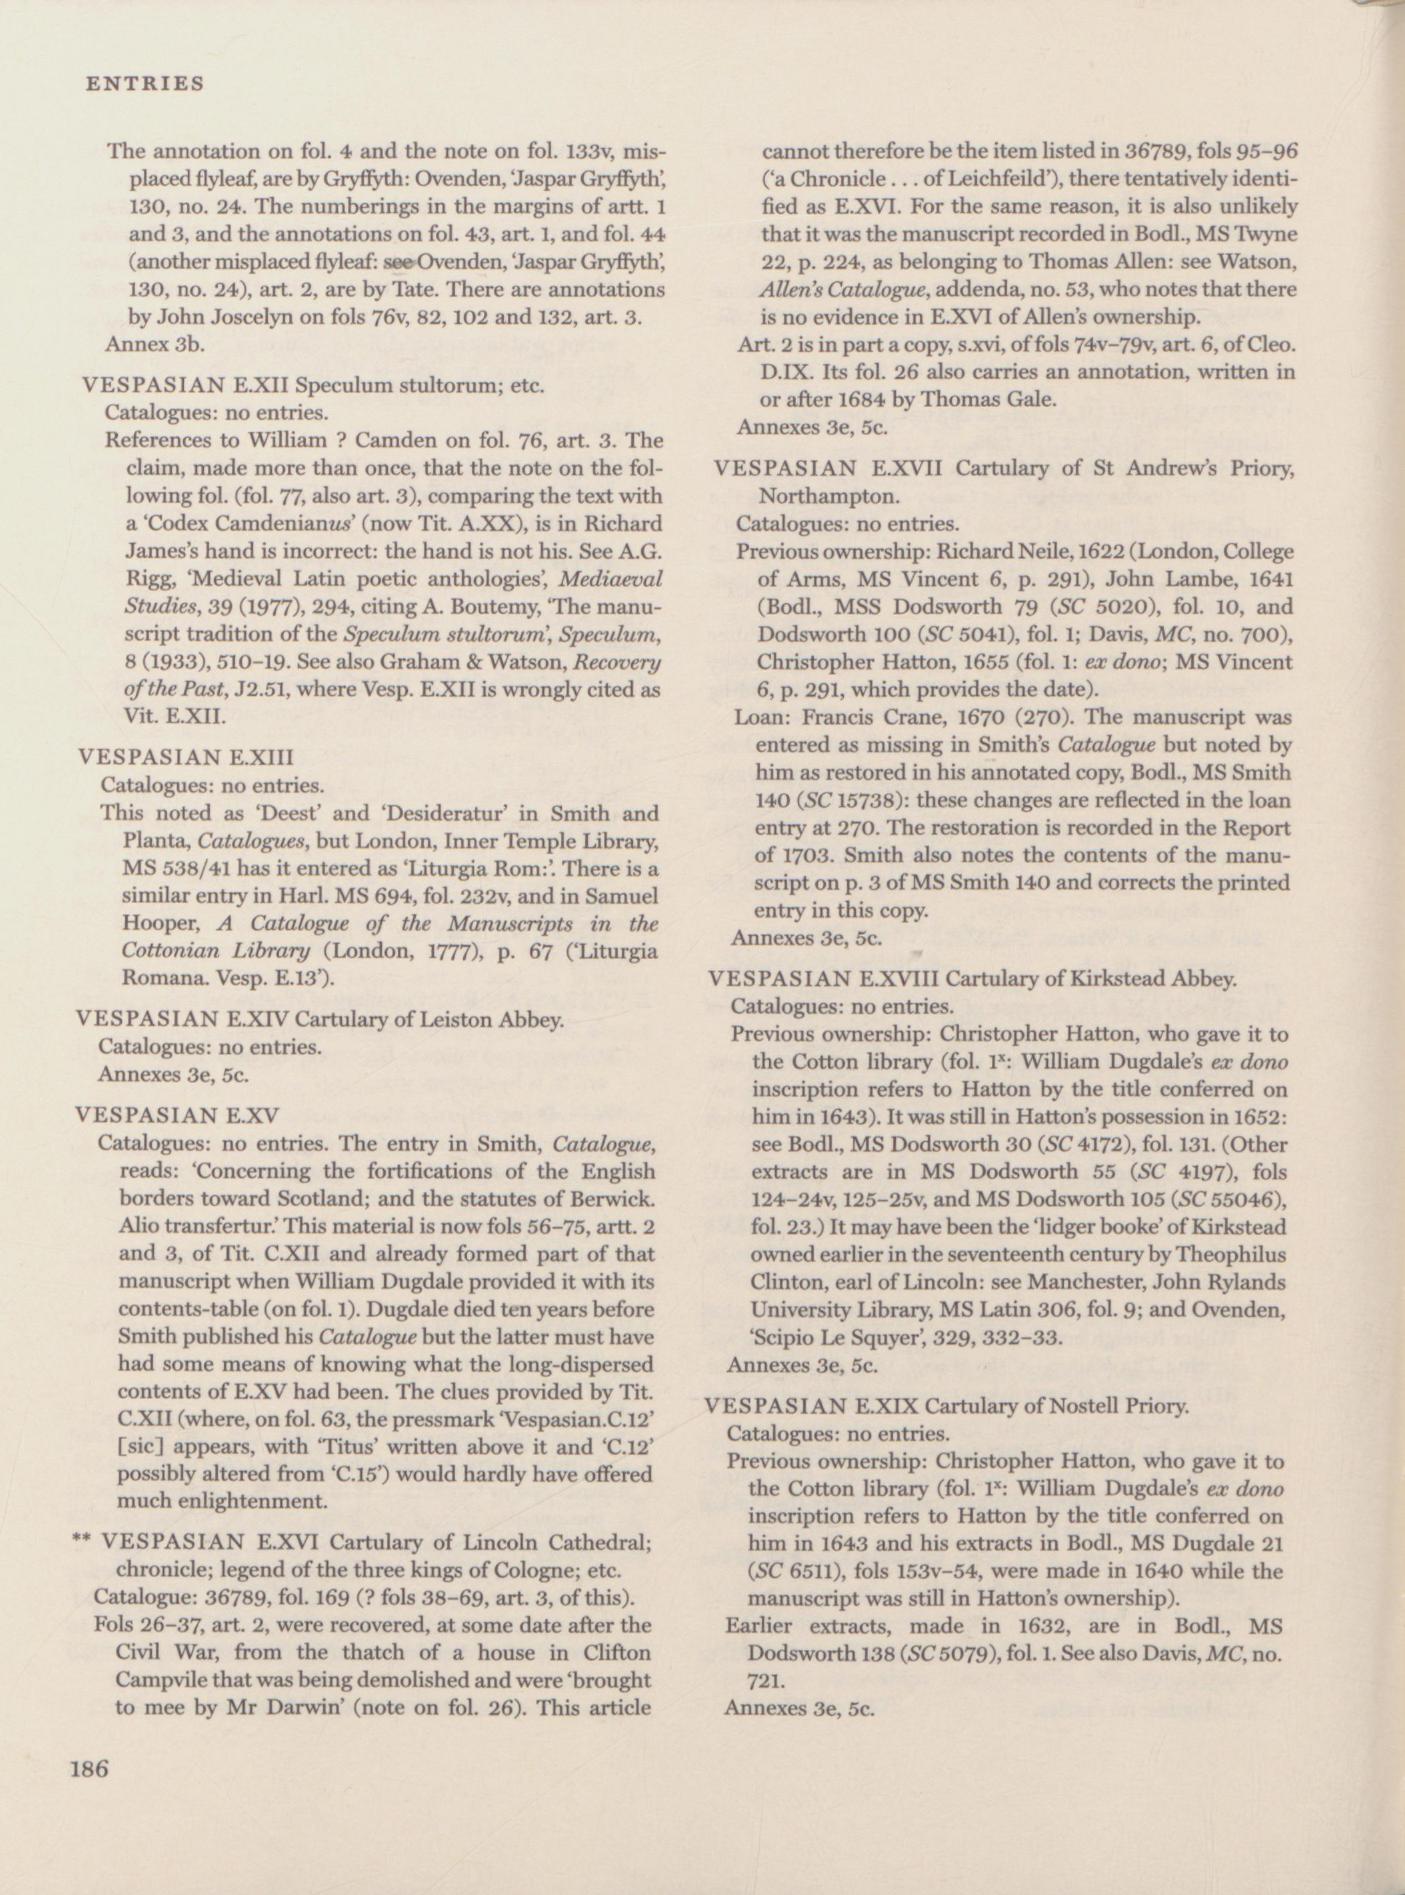 ENTRIES
The annotation on fol. 4 and the note on fol. 133v, mis-
placed flyleaf, are by Gryffyth: Ovenden, ‘Jaspar Gryffyth’,
130, no. 24. The numberings in the margins of artt. 1
and 3, and the annotations on fol. 43, art. 1, and fol. 44
(another misplaced flyleaf: see Ovenden, ‘Jaspar Gryffyth’,
130, no. 24), art. 2, are by Tate. There are annotations
by John Joscelyn on fols 76v, 82, 102 and 132, art. 3.
Annex 3b.
VESPASIAN E.XII Speculum stultorum; etc.
Catalogues: no entries.
References to William ? Camden on fol. 76, art. 3. The
claim, made more than once, that the note on the fol-
lowing fol. (fol. 77, also art. 3), comparing the text with
a ‘Codex Camdenianus’ (now Tit. A.XX), is in Richard
James’s hand is incorrect: the hand is not his. See A.G.
Rigg, ‘Medieval Latin poetic anthologies’, Mediaeval
Studies, 39 (1977), 294, citing A. Boutemy, ‘The manu-
script tradition of the Speculum stultorum’, Speculum,
8 (1933), 510–19. See also Graham & Watson, Recovery
of the Past, J2.51, where Vesp. E.XII is wrongly cited as
Vit. E.XII.
VESPASIAN E.XIII
Catalogues: no entries.
This noted as ‘Deest’ and ‘Desideratur’ in Smith and
Planta, Catalogues, but London, Inner Temple Library,
MS 538/41 has it entered as ‘Liturgia Rom:’. There is a
similar entry in Harl. MS 694, fol. 232v, and in Samuel
Hooper, A Catalogue of the Manuscripts in the
Cottonian Library (London, 1777), p. 67 (‘Liturgia
Romana. Vesp. E.13’).
VESPASIAN E.XIV Cartulary of Leiston Abbey.
Catalogues: no entries.
Annexes 3e, 5c.
VESPASIAN E.XV
Catalogues: no entries. The entry in Smith, Catalogue,
reads: ‘Concerning the fortifications of the English
borders toward Scotland; and the statutes of Berwick.
Alio transfertur.’ This material is now fols 56–75, artt. 2
and 3, of Tit. C.XII and already formed part of that
manuscript when William Dugdale provided it with its
contents-table (on fol. 1). Dugdale died ten years before
Smith published his Catalogue but the latter must have
had some means of knowing what the long-dispersed
contents of E.XV had been. The clues provided by Tit.
C.XII (where, on fol. 63, the pressmark ‘Vespasian.C.12’
[sic] appears, with ‘Titus’ written above it and ‘C.12’
possibly altered from ‘C.15’) would hardly have offered
much enlightenment.
** VESPASIAN E.XVI Cartulary of Lincoln Cathedral;
chronicle; legend of the three kings of Cologne; etc.
Catalogue: 36789, fol. 169 (? fols 38–69, art. 3, of this).
Fols 26–37, art. 2, were recovered, at some date after the
Civil War, from the thatch of a house in Clifton
Campvile that was being demolished and were ‘brought
to mee by Mr Darwin’ (note on fol. 26). This article
cannot therefore be the item listed in 36789, fols 95–96
(‘a Chronicle . . . of Leichfeild’), there tentatively identi-
fied as E.XVI. For the same reason, it is also unlikely
that it was the manuscript recorded in Bodl., MS Twyne
22, p. 224, as belonging to Thomas Allen: see Watson,
Allen’s Catalogue, addenda, no. 53, who notes that there
is no evidence in E.XVI of Allen’s ownership.
Art. 2 is in part a copy, s.xvi, of fols 74v–79v, art. 6, of Cleo.
D.IX. Its fol. 26 also carries an annotation, written in
or after 1684 by Thomas Gale.
Annexes 3e, 5c.
VESPASIAN E.XVII Cartulary of St Andrew’s Priory,
Northampton.
Catalogues: no entries.
Previous ownership: Richard Neile, 1622 (London, College
of Arms, MS Vincent 6, p. 291), John Lambe, 1641
(Bodl., MSS Dodsworth 79 (SC 5020), fol. 10, and
Dodsworth 100 (SC 5041), fol. 1; Davis, MC, no. 700),
Christopher Hatton, 1655 (fol. 1: ex dono; MS Vincent
6, p. 291, which provides the date).
Loan: Francis Crane, 1670 (270). The manuscript was
entered as missing in Smith’s Catalogue but noted by
him as restored in his annotated copy, Bodl., MS Smith
140 (SC 15738): these changes are reflected in the loan
entry at 270. The restoration is recorded in the Report
of 1703. Smith also notes the contents of the manu-
script on p. 3 of MS Smith 140 and corrects the printed
entry in this copy.
Annexes 3e, 5c.
VESPASIAN E.XVIII Cartulary of Kirkstead Abbey.
Catalogues: no entries.
Previous ownership: Christopher Hatton, who gave it to
the Cotton library (fol. 1ˣ: William Dugdale’s ex dono
inscription refers to Hatton by the title conferred on
him in 1643). It was still in Hatton’s possession in 1652:
see Bodl., MS Dodsworth 30 (SC 4172), fol. 131. (Other
extracts are in MS Dodsworth 55 (SC 4197), fols
124–24v, 125–25v, and MS Dodsworth 105 (SC 55046),
fol. 23.) It may have been the ‘lidger booke’ of Kirkstead
owned earlier in the seventeenth century by Theophilus
Clinton, earl of Lincoln: see Manchester, John Rylands
University Library, MS Latin 306, fol. 9; and Ovenden,
‘Scipio Le Squyer’, 329, 332–33.
Annexes 3e, 5c.
VESPASIAN E.XIX Cartulary of Nostell Priory.
Catalogues: no entries.
Previous ownership: Christopher Hatton, who gave it to
the Cotton library (fol. 1ˣ: William Dugdale’s ex dono
inscription refers to Hatton by the title conferred on
him in 1643 and his extracts in Bodl., MS Dugdale 21
(SC 6511), fols 153v–54, were made in 1640 while the
manuscript was still in Hatton’s ownership).
Earlier extracts, made in 1632, are in Bodl., MS
Dodsworth 138 (SC 5079), fol. 1. See also Davis, MC, no.
721.
Annexes 3e, 5c.
186